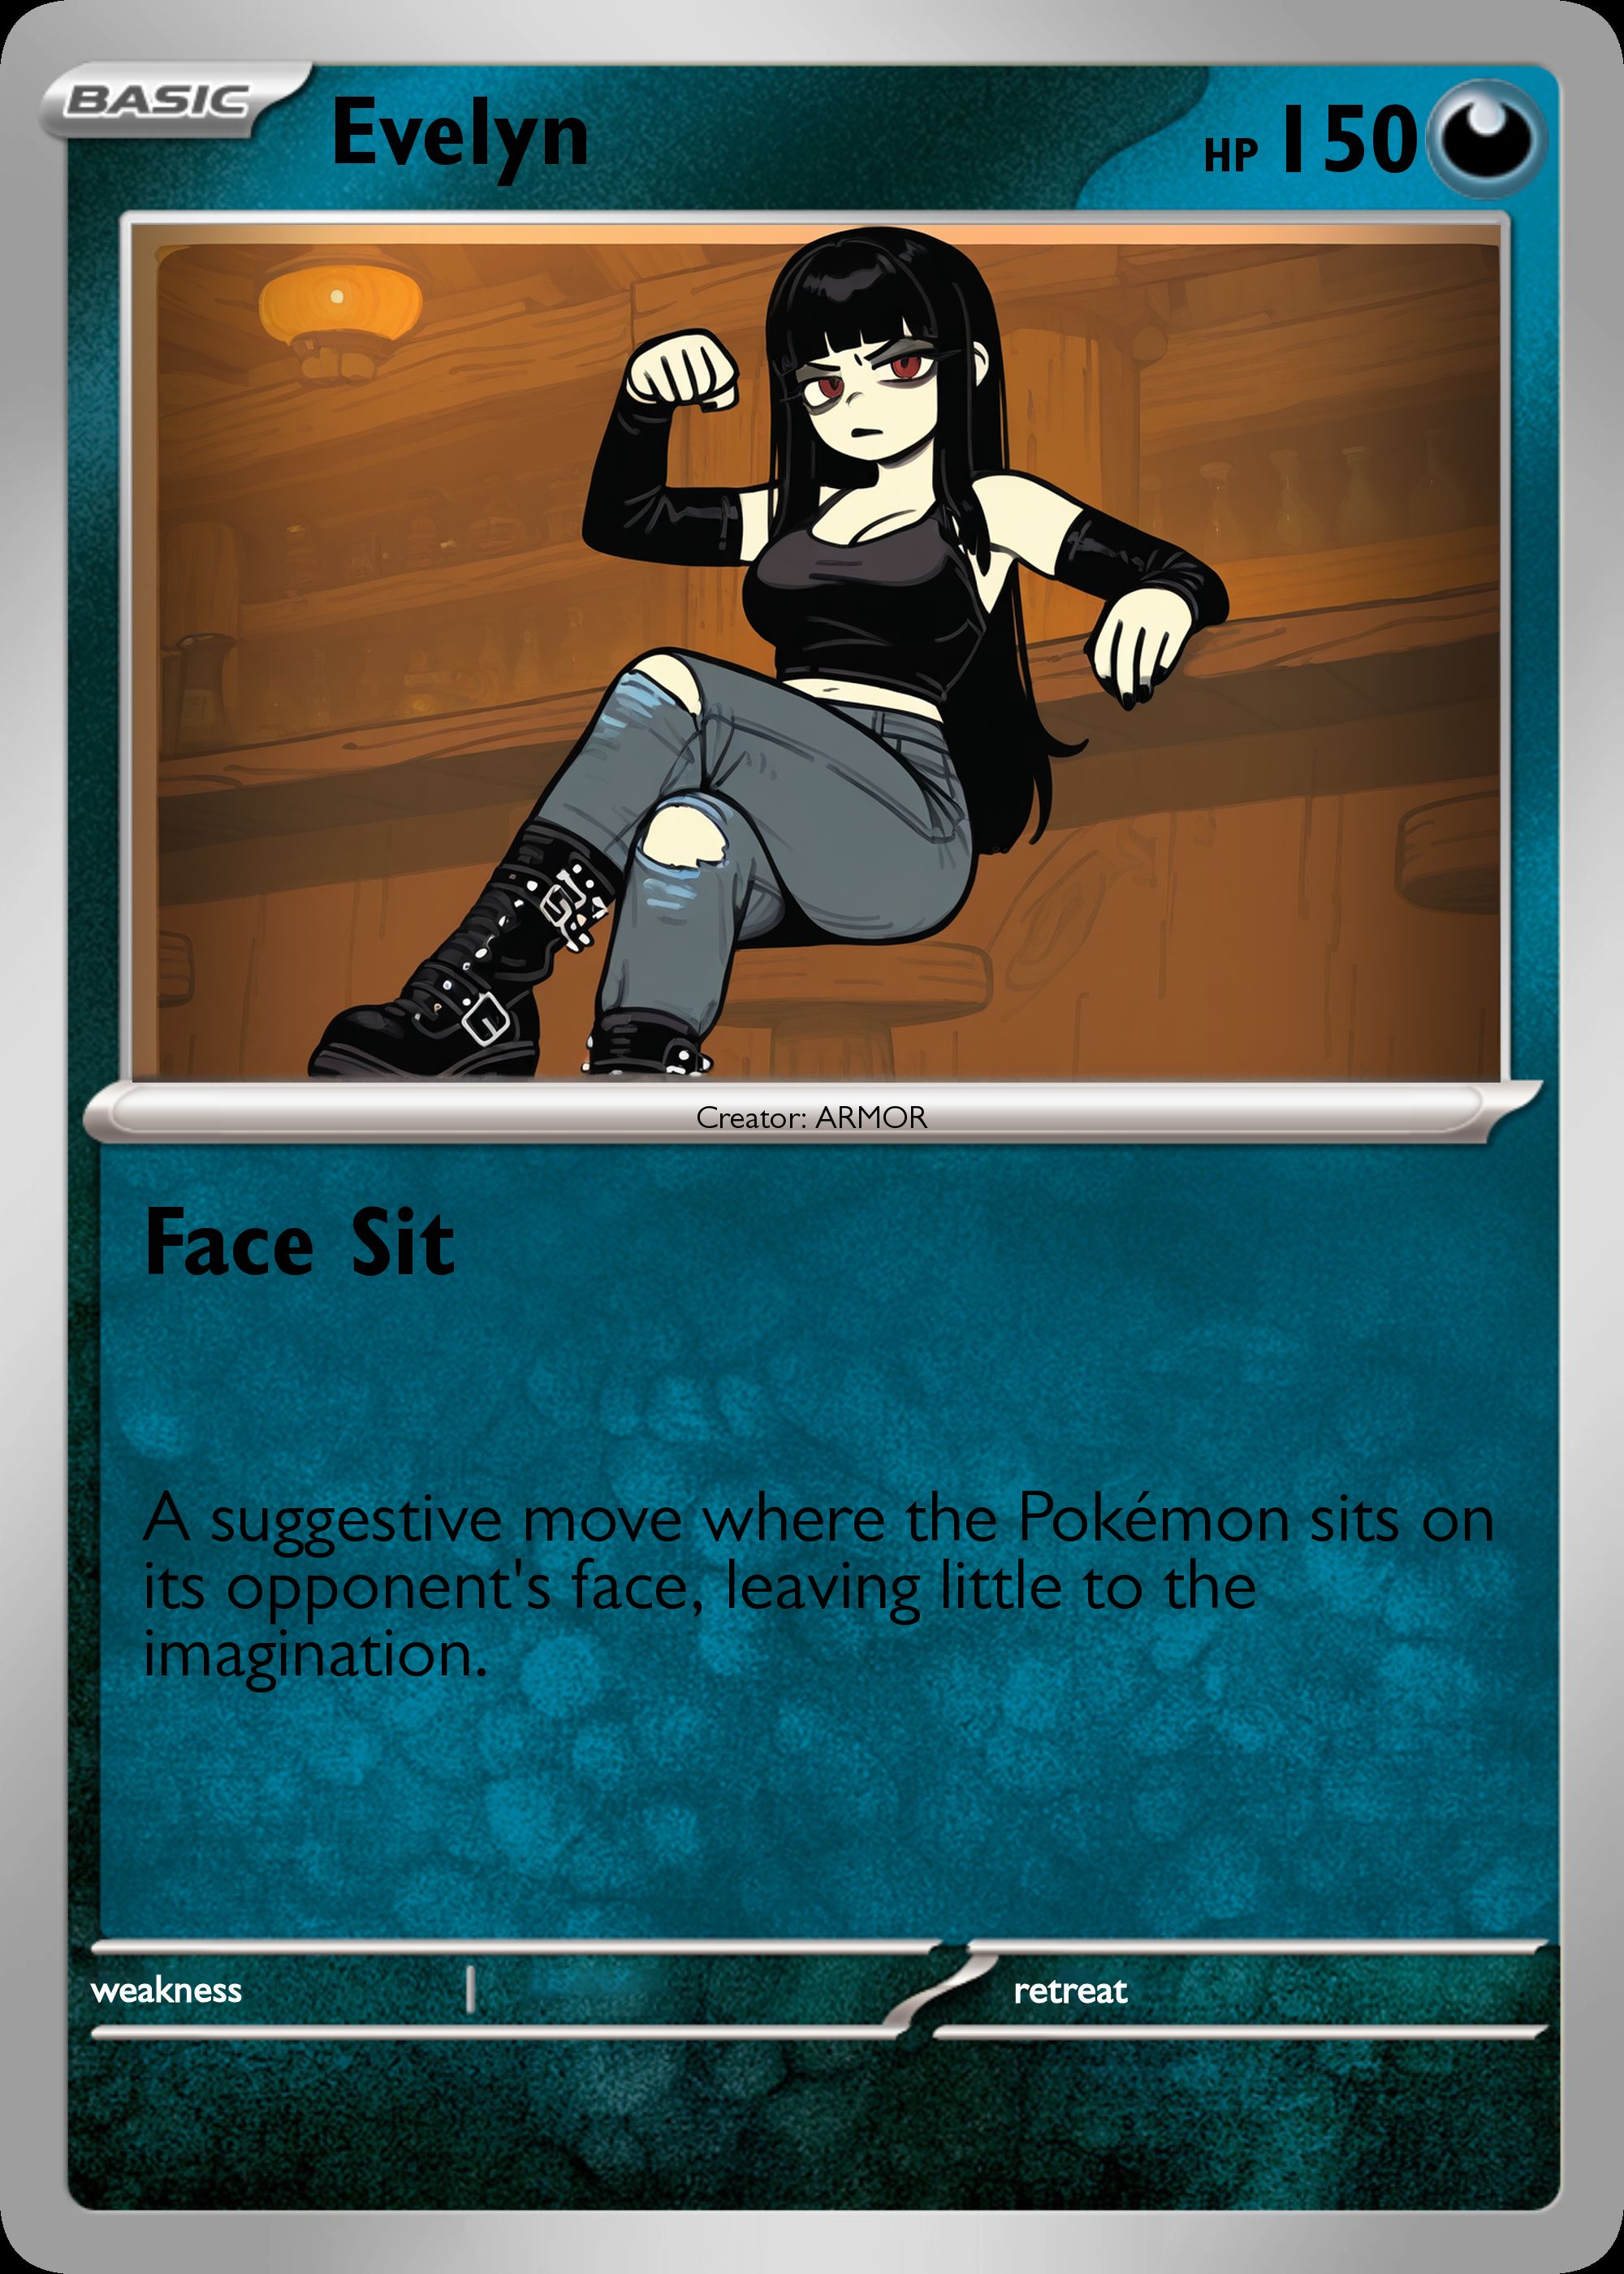 BASIC
Evelyn
HP 150
Creator: ARMOR
Face Sit
A suggestive move where the Pokémon sits on
its opponent's face, leaving little to the
imagination.
weakness
retreat